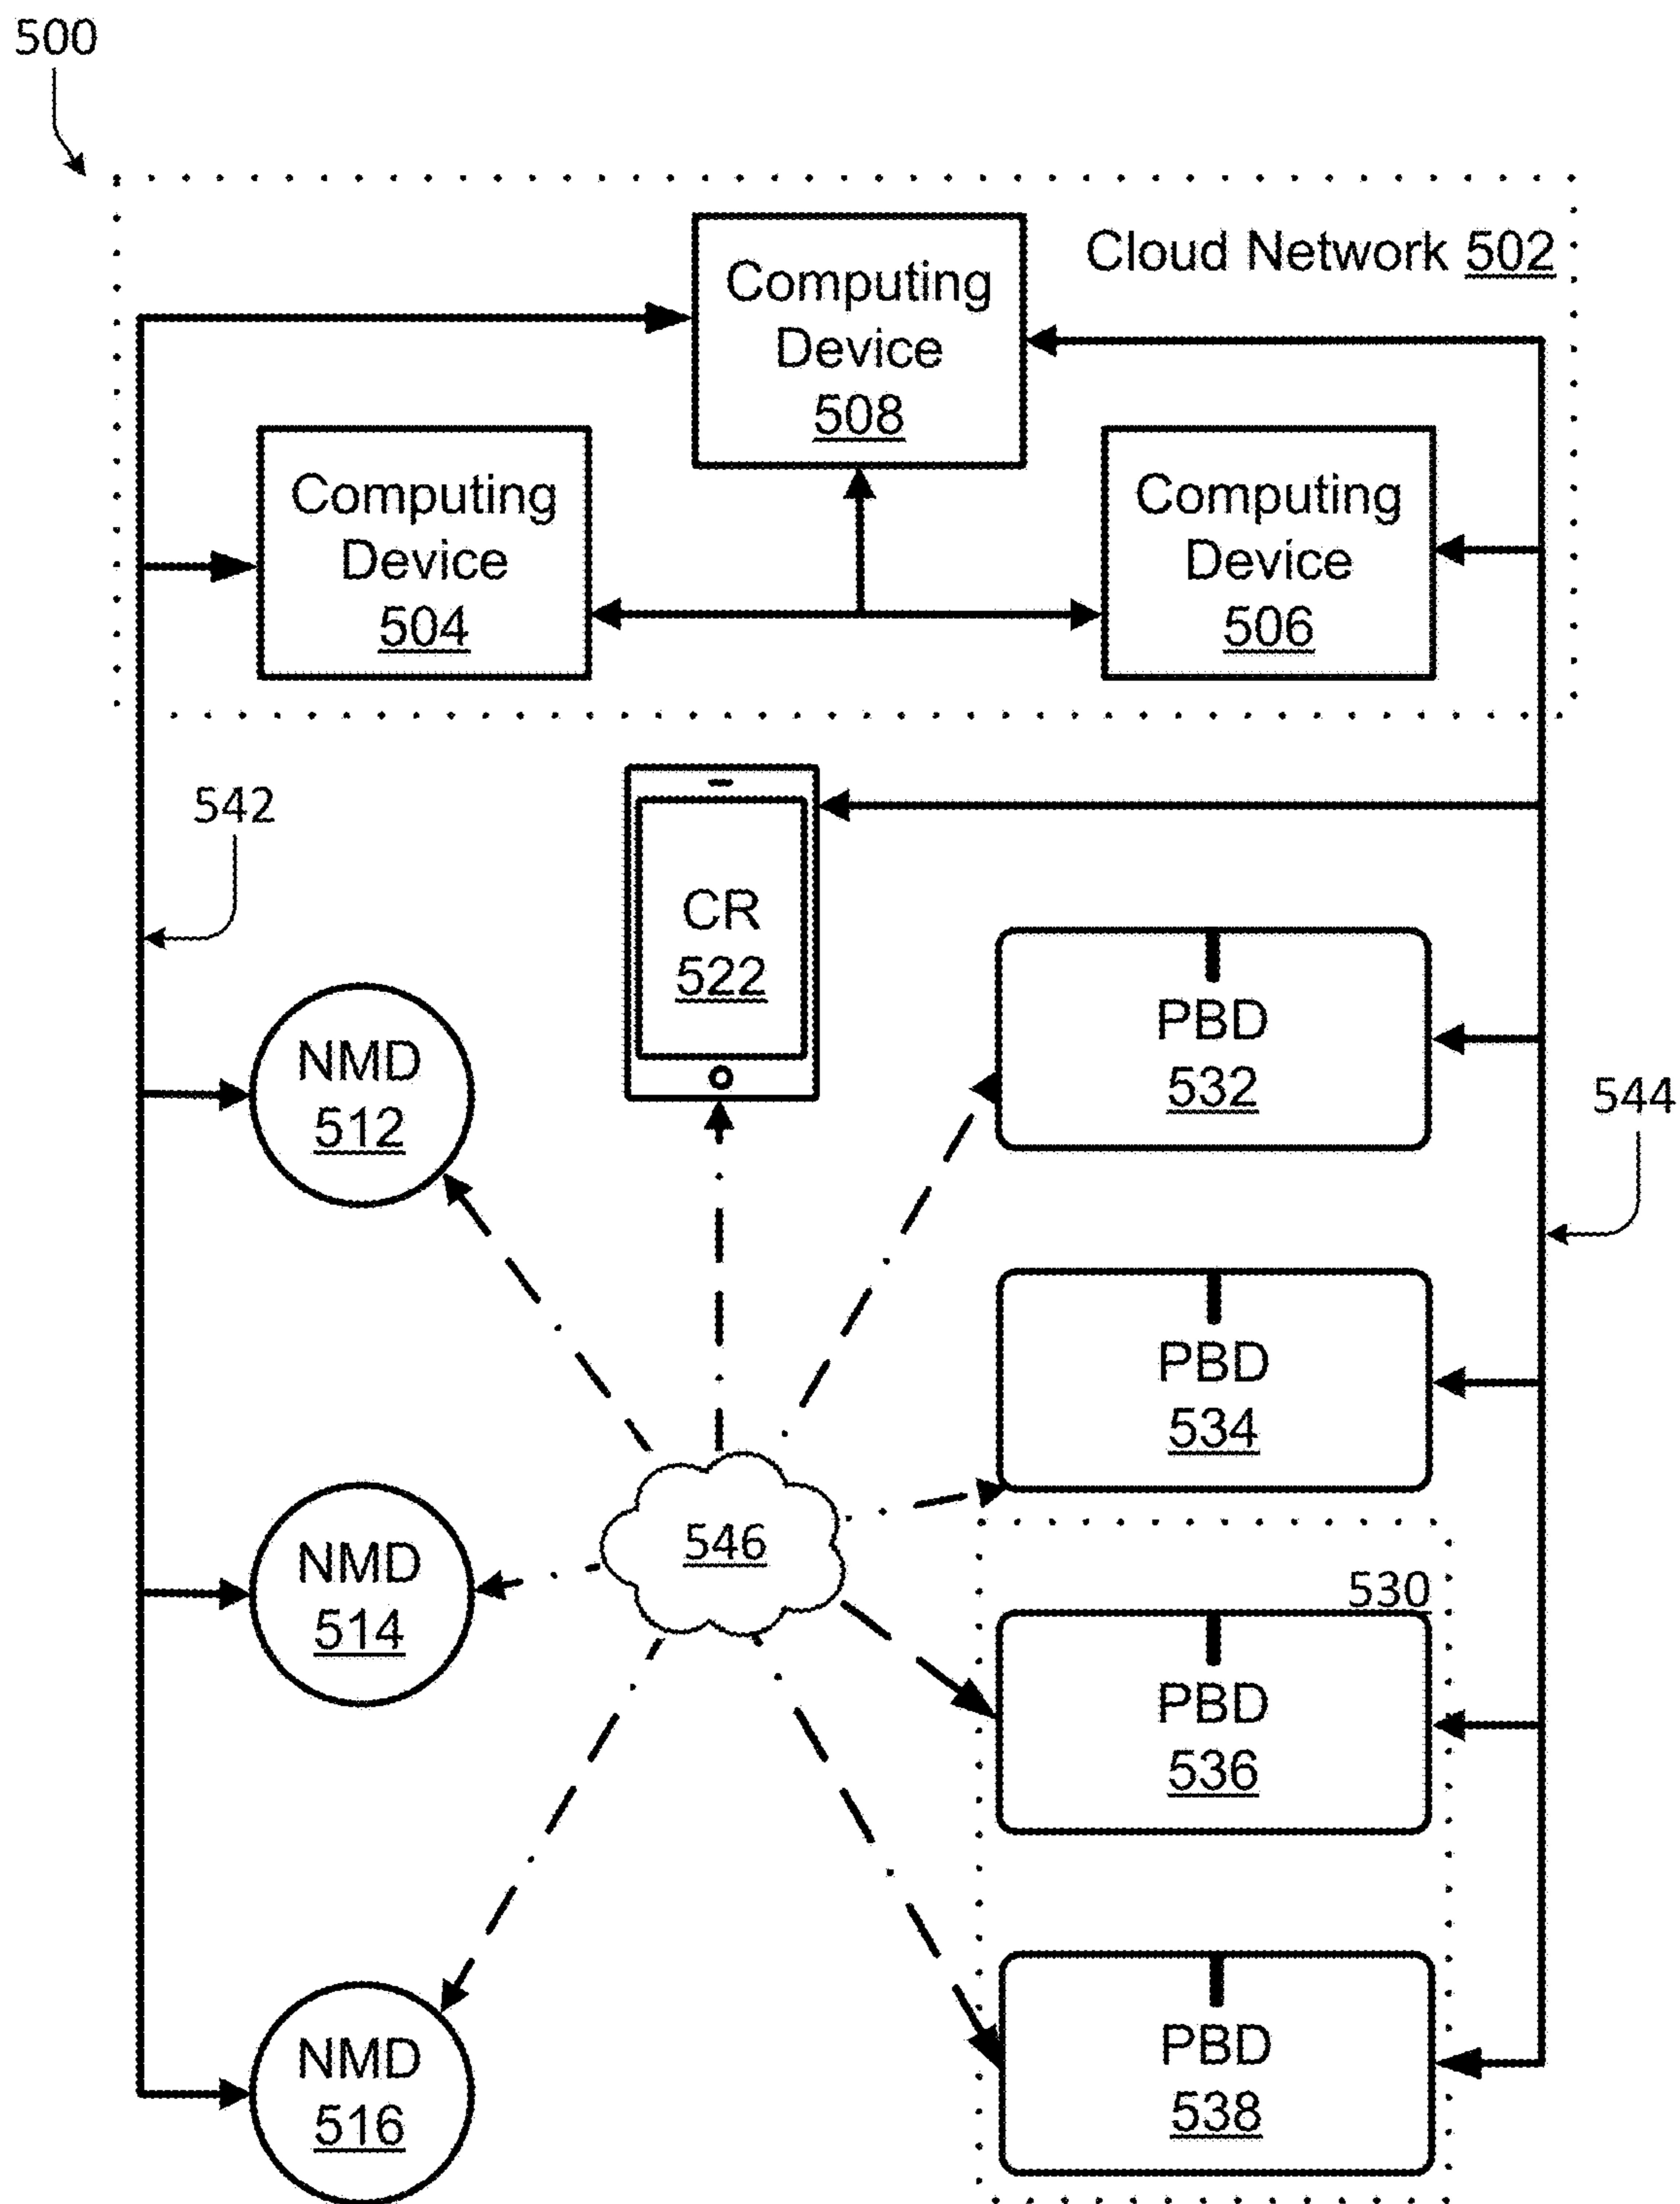 500
Cloud Network 502
Computing
Device
508
Computing
Device
504
Computing
Device
506
542
CR
522
PBD
532
NMD
512
544
PBD
534
546
NMD
514
530
PBD
536
NMD
516
PBD
538